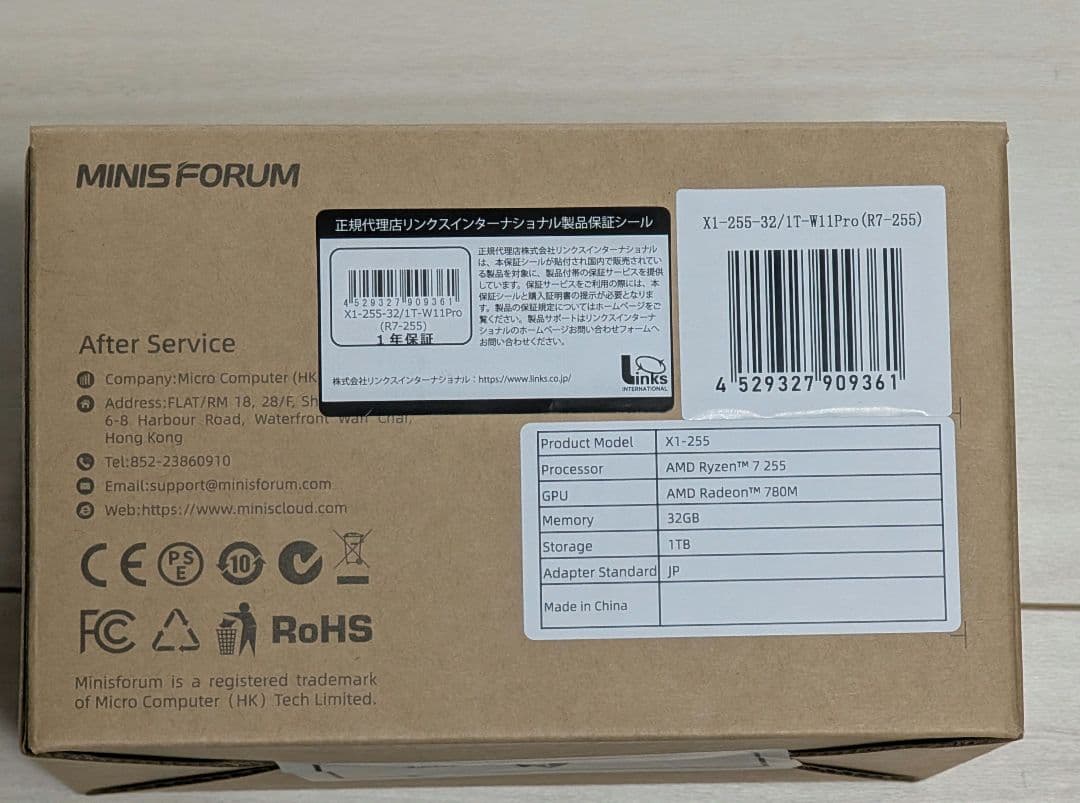 MINISFORUM
正規代理店リンクスインターナショナル製品保証シール
4 529327 909361
X1-255-32/1T-W11Pro
(R7-255)
1 年保証
正規代理店株式会社リンクスインターナショナル
は、本保証シールが貼付され国内で販売されてい
る製品を対象に、製品付帯の保証サービスを提供
しています。保証サービスをご利用の際には、本
保証シールと購入証明書の提示が必要となりま
す。製品の保証規定についてはホームページをご
覧ください。製品サポートはリンクスインターナ
ショナルのホームページお問い合わせフォームへ
お問い合わせください。
株式会社リンクスインターナショナル：https://www.links.co.jp/
Links
INTERNATIONAL
X1-255-32/1T-W11Pro(R7-255)
4 529327 909361
After Service
Company:Micro Computer (HK
Address:FLAT/RM 18, 28/F, Sh
6-8 Harbour Road, Waterfront Wan Chai,
Hong Kong
Tel:852-23860910
Email:support@minisforum.com
Web:https://www.miniscloud.com
Product Model X1-255
Processor AMD Ryzen™ 7 255
GPU AMD Radeon™ 780M
Memory 32GB
Storage 1TB
Adapter Standard JP
Made in China
CE PSE 10
FC RoHS
Minisforum is a registered trademark
of Micro Computer (HK) Tech Limited.